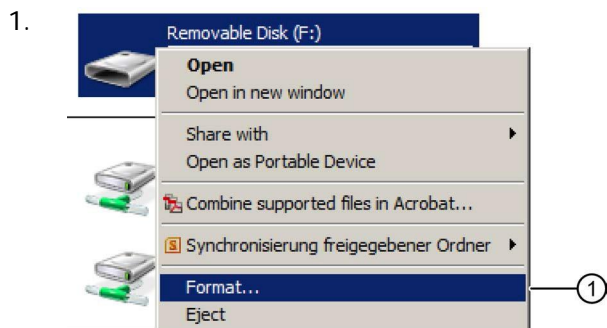 1.
Removable Disk (F:)
Open
Open in new window
Share with
Open as Portable Device
Combine supported files in Acrobat...
Synchronisierung freigegebener Ordner
Format...
1
Eject